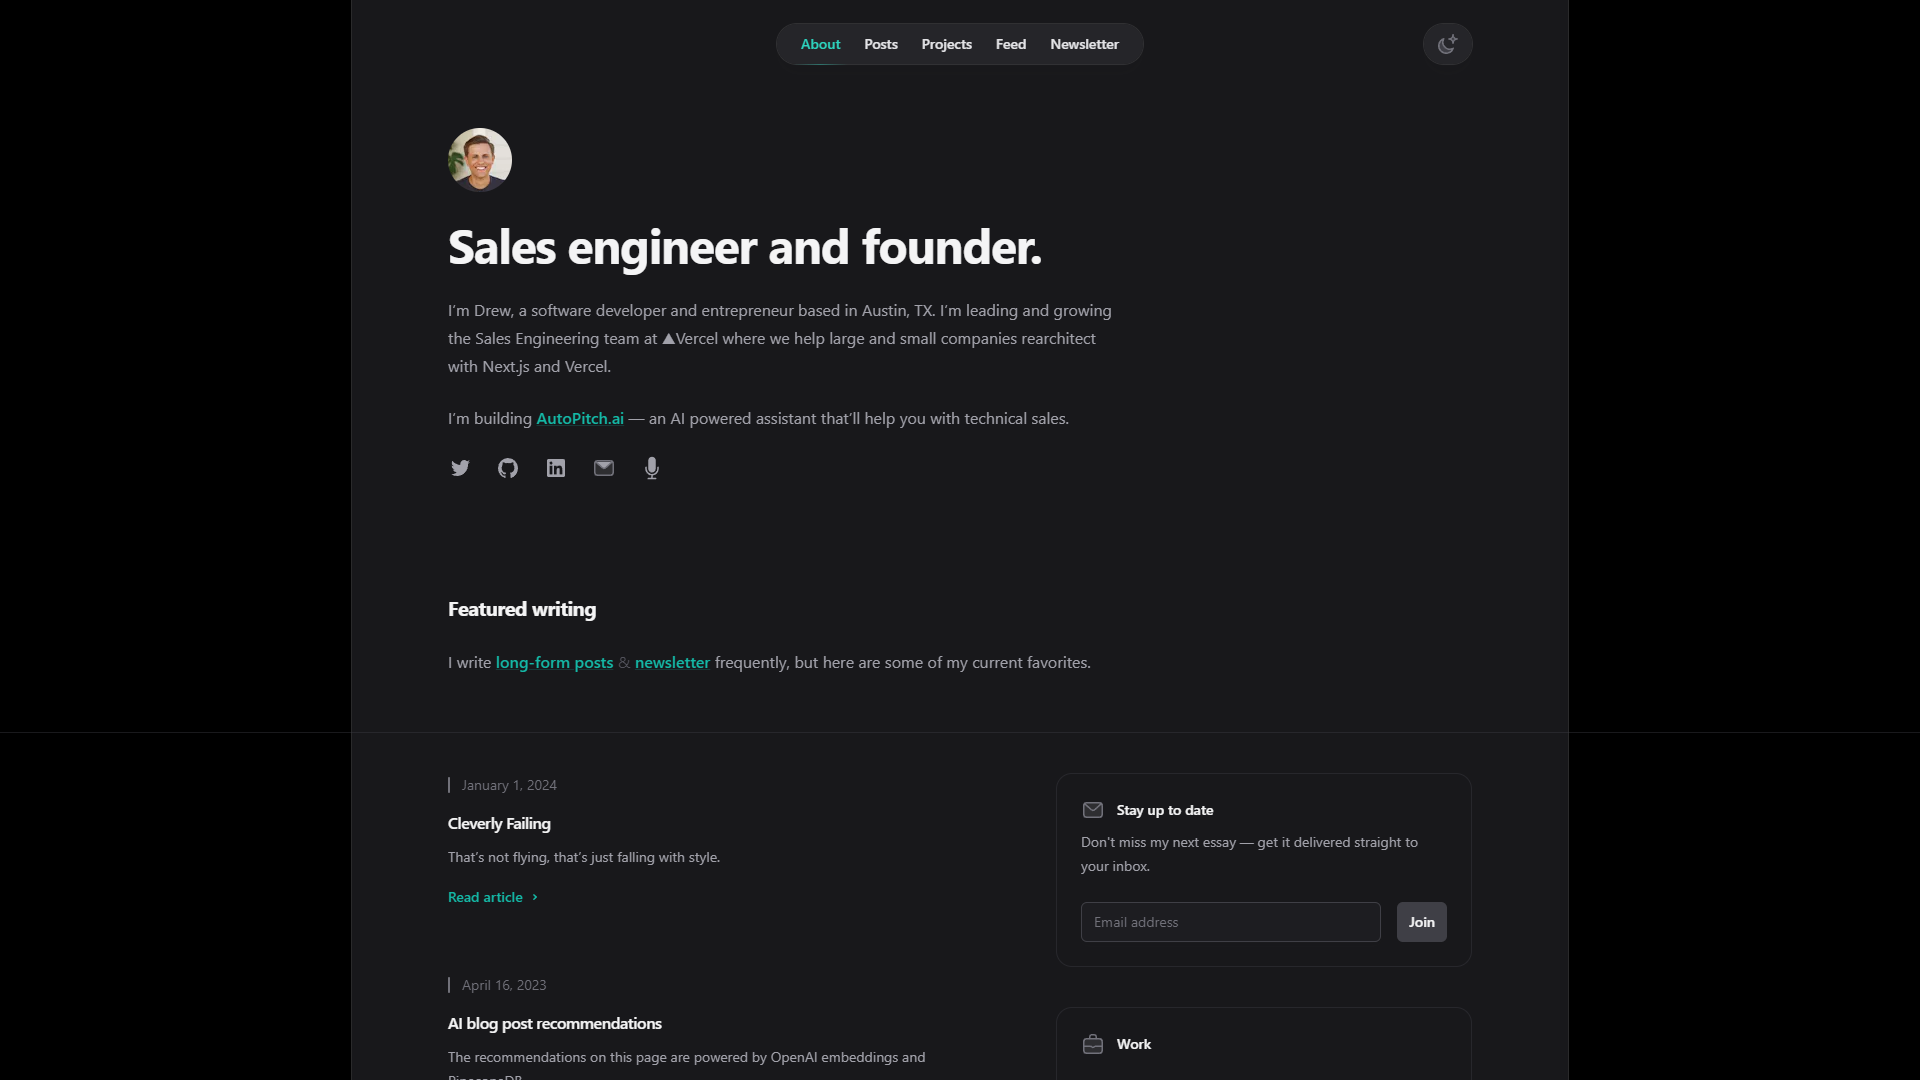 About Posts Projects Feed Newsletter
Sales engineer and founder.
I’m Drew, a software developer and entrepreneur based in Austin, TX. I’m leading and growing
the Sales Engineering team at ▲Vercel where we help large and small companies rearchitect
with Next.js and Vercel.
I’m building AutoPitch.ai — an AI powered assistant that’ll help you with technical sales.
Featured writing
I write long-form posts & newsletter frequently, but here are some of my current favorites.
January 1, 2024
Cleverly Failing
That’s not flying, that’s just falling with style.
Read article
Stay up to date
Don't miss my next essay — get it delivered straight to
your inbox.
Email address
Join
April 16, 2023
AI blog post recommendations
The recommendations on this page are powered by OpenAI embeddings and
Work